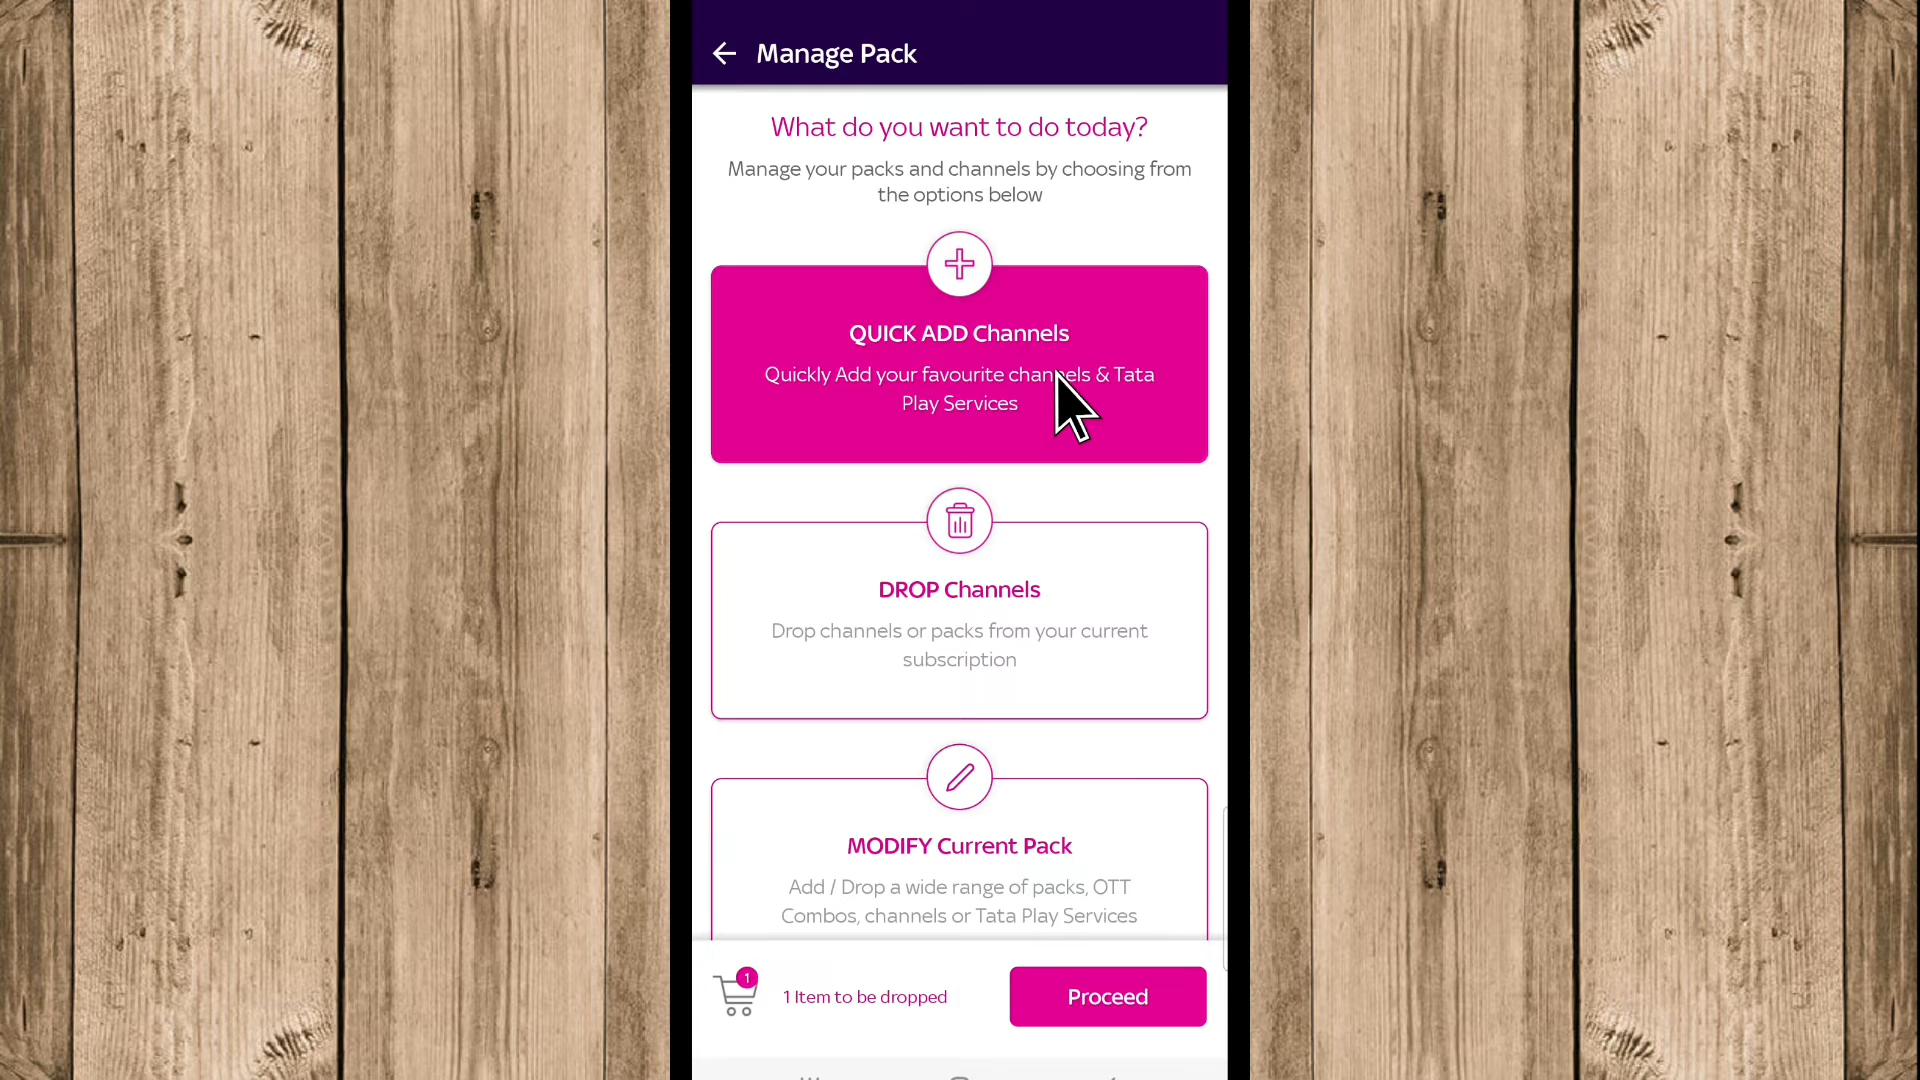 Manage Pack
What do you want to do today?
Manage your packs and channels by choosing from
the options below
QUICK ADD Channels
Quickly Add your favourite channels & Tata
Play Services
DROP Channels
Drop channels or packs from your current
subscription
MODIFY Current Pack
Add / Drop a wide range of packs, OTT
Combos, channels or Tata Play Services
1
1 Item to be dropped
Proceed